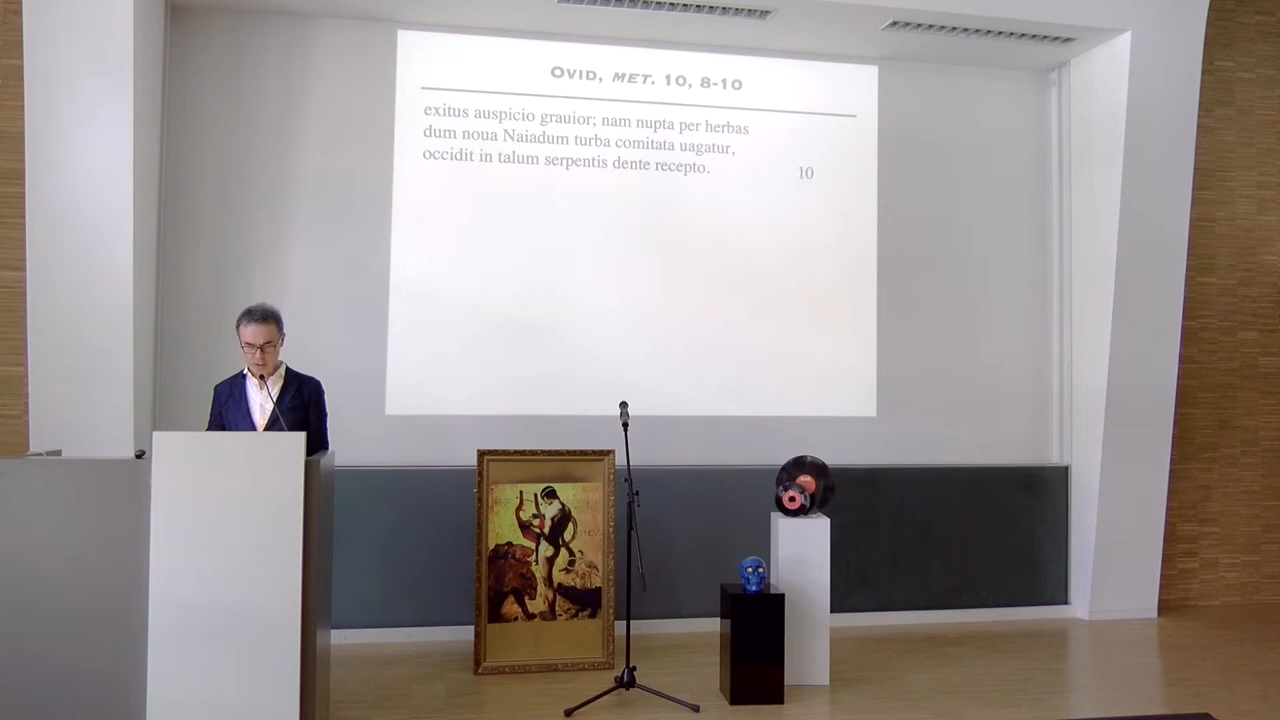 OVID, MET. 10, 8-10
exitus auspicio grauior; nam nupta per herbas
dum noua Naiadum turba comitata uagatur,
occidit in talum serpentis dente recepto. 10